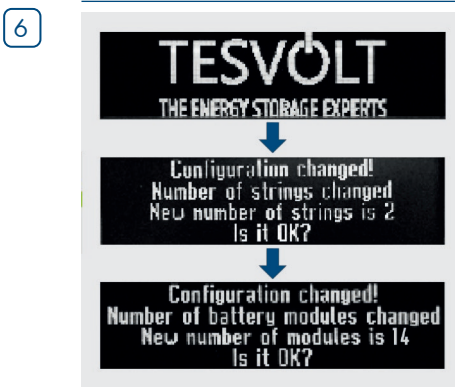 6
TESVOLT
THE ENERGY STORAGE EXPERTS
Configuration changed!
Number of strings changed
New number of strings is 2
Is it OK?
Configuration changed!
Number of battery modules changed
New number of modules is 14
Is it OK?